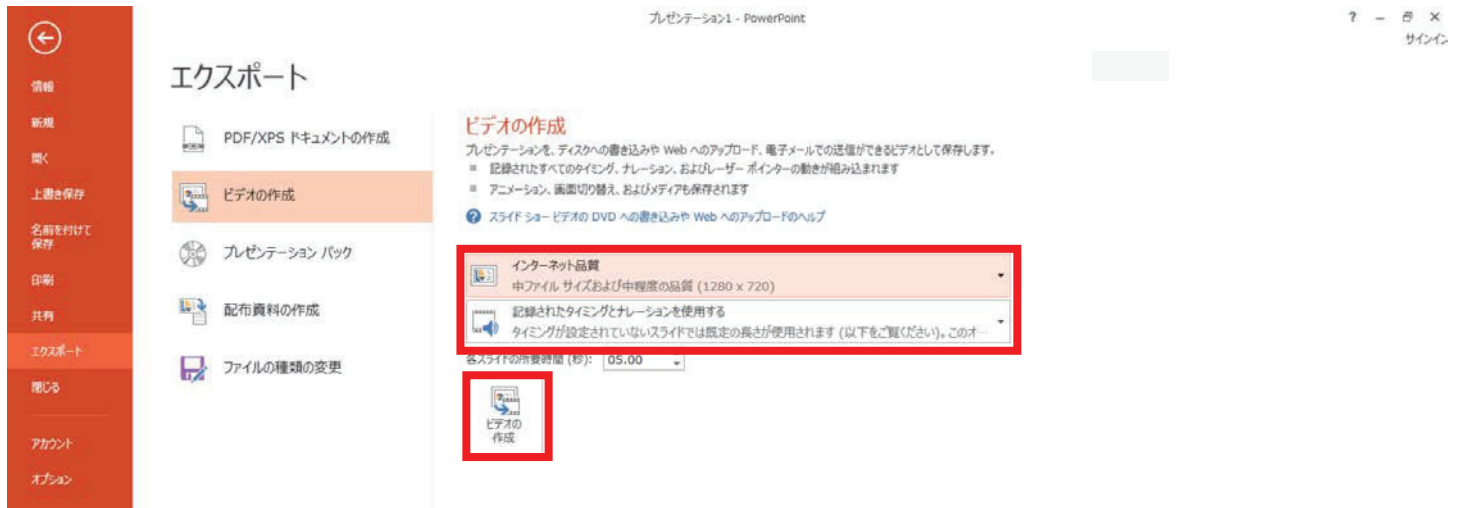 プレゼンテーション1 - PowerPoint
? – ×
サインイン
情報
新規
開く
上書き保存
名前を付けて
保存
印刷
共有
エクスポート
閉じる
アカウント
オプション
エクスポート
PDF/XPS ドキュメントの作成
ビデオの作成
プレゼンテーション パック
配布資料の作成
ファイルの種類の変更
ビデオの作成
プレゼンテーションを、ディスクへの書き込みや Web へのアップロード、電子メールでの送信ができるビデオとして保存します。
記録されたすべてのタイミング、ナレーション、およびレーザー ポインターの動きが組み込まれます
アニメーション、画面切り替え、およびメディアも保存されます
スライド ショー ビデオの DVD への書き込みや Web へのアップロードのヘルプ
インターネット品質
中ファイル サイズおよび中程度の品質 (1280 x 720)
記録されたタイミングとナレーションを使用する
タイミングが設定されていないスライドでは既定の長さが使用されます (以下をご覧ください)。このオ…
各スライドの所要時間 (秒): 05.00
ビデオの
作成